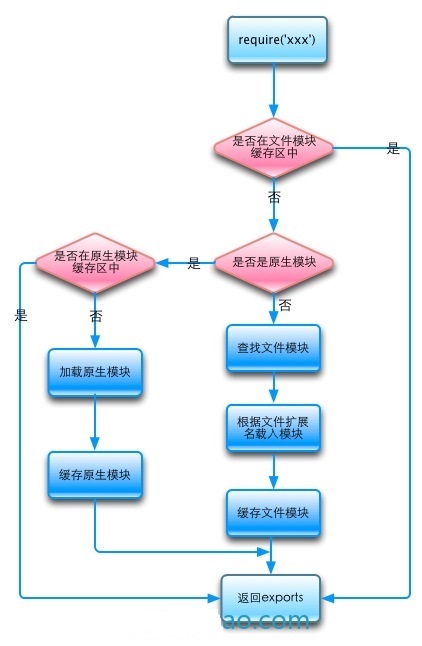 require('xxx')
是否在文件模块
缓存区中
是
否
是否在原生模块
缓存区中
是
是否是原生模块
是
否
否
查找文件模块
加载原生模块
根据文件扩展
名载入模块
缓存原生模块
缓存文件模块
返回exports
ao.com